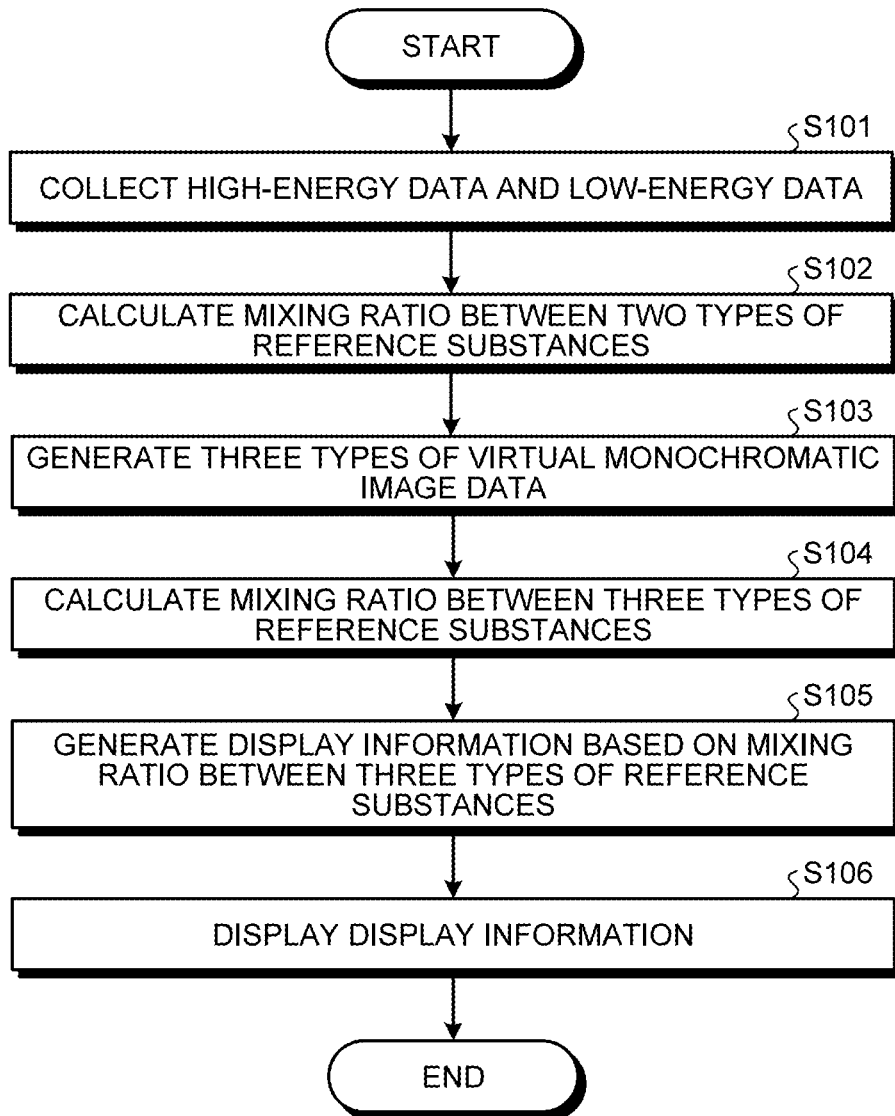 START
S101
COLLECT HIGH-ENERGY DATA AND LOW-ENERGY DATA
S102
CALCULATE MIXING RATIO BETWEEN TWO TYPES OF
REFERENCE SUBSTANCES
S103
GENERATE THREE TYPES OF VIRTUAL MONOCHROMATIC
IMAGE DATA
S104
CALCULATE MIXING RATIO BETWEEN THREE TYPES OF
REFERENCE SUBSTANCES
S105
GENERATE DISPLAY INFORMATION BASED ON MIXING
RATIO BETWEEN THREE TYPES OF REFERENCE
SUBSTANCES
S106
DISPLAY DISPLAY INFORMATION
END